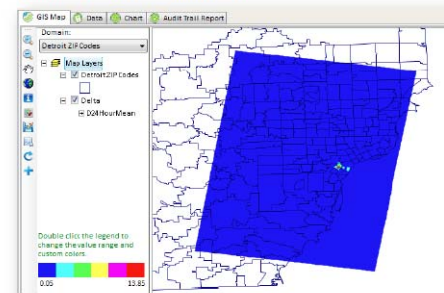 GIS Map Data Chart Audit Trail Report
Domain:
Detroit ZIP Codes
Map Layers
Detroit ZIP Codes
Delta
D24HourMean
Double click the legend to
change the value range and
custom colors.
0.05 13.85